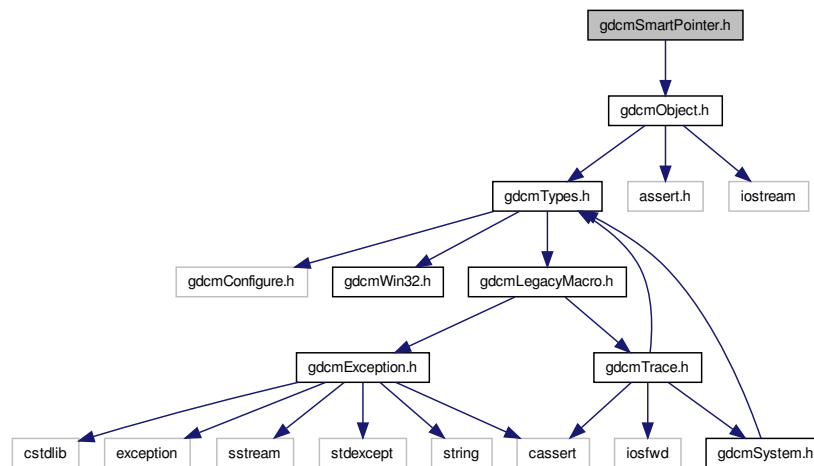 gdcmSmartPointer.h
gdcmObject.h
gdcmTypes.h
assert.h
iostream
gdcmConfigure.h
gdcmWin32.h
gdcmLegacyMacro.h
gdcmException.h
gdcmTrace.h
cstdlib
exception
sstream
stdexcept
string
cassert
iosfwd
gdcmSystem.h